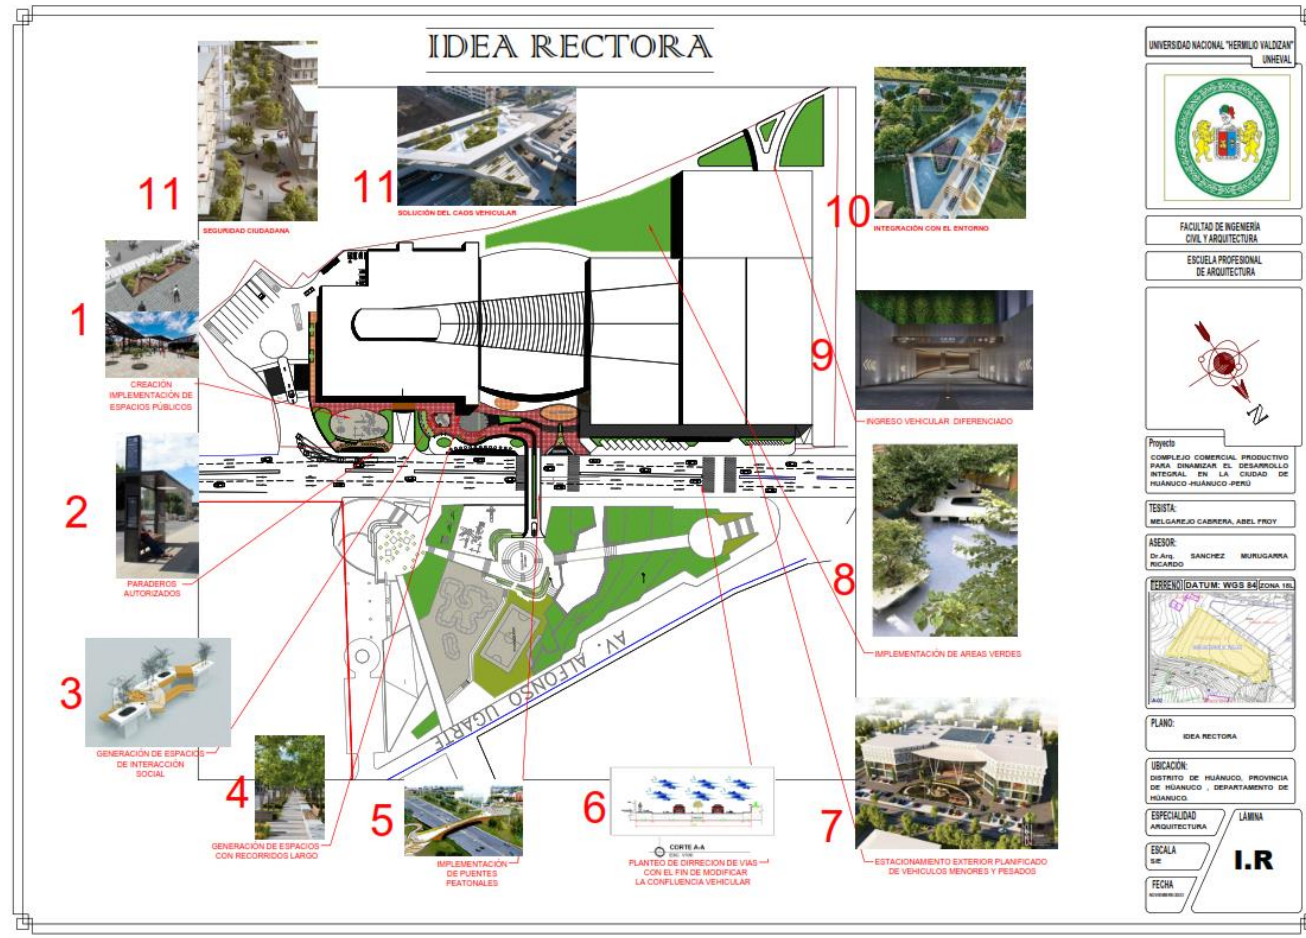 IDEA RECTORA
11
SEGURIDAD CIUDADANA
11
SOLUCIÓN DEL CAOS VEHICULAR
10
INTEGRACIÓN CON EL ENTORNO
1
CREACIÓN
IMPLEMENTACIÓN DE
ESPACIOS PÚBLICOS
9
INGRESO VEHICULAR DIFERENCIADO
2
PARADEROS
AUTORIZADOS
8
IMPLEMENTACIÓN DE AREAS VERDES
3
GENERACIÓN DE ESPACIOS
DE INTERACCIÓN
SOCIAL
AV. ALFONSO UGARTE
4
GENERACIÓN DE ESPACIOS
CON RECORRIDOS LARGO
5
IMPLEMENTACIÓN
DE PUENTES
PEATONALES
6
CORTE A-A
PLANTEO DE DIRRECION DE VIAS
CON EL FIN DE MODIFICAR
LA CONFLUENCIA VEHICULAR
7
ESTACIONAMIENTO EXTERIOR PLANIFICADO
DE VEHICULOS MENORES Y PESADOS
UNIVERSIDAD NACIONAL "HERMILIO VALDIZAN"
UNHEVAL
FACULTAD DE INGENIERÍA
CIVIL Y ARQUITECTURA
ESCUELA PROFESIONAL
DE ARQUITECTURA
N
Proyecto
COMPLEJO COMERCIAL PRODUCTIVO
PARA DINAMIZAR EL DESARROLLO
INTEGRAL EN LA CIUDAD DE
HUÁNUCO -HUÁNUCO -PERÚ
TESISTA:
MELGAREJO CABRERA, ABEL FROY
ASESOR:
Dr.Arq. SANCHEZ MURUGARRA
RICARDO
TERRENO DATUM: WGS 84 ZONA 18L
PLANO:
IDEA RECTORA
UBICACIÓN:
DISTRITO DE HUÁNUCO, PROVINCIA
DE HÚANUCO , DEPARTAMENTO DE
HÚANUCO.
ESPECIALIDAD
ARQUITECTURA
LÁMINA
ESCALA
S/E
I.R
FECHA